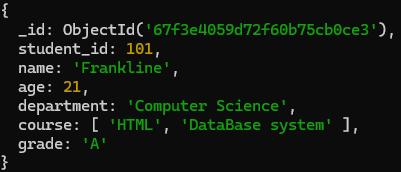 {
  _id: ObjectId('67f3e4059d72f60b75cb0ce3'),
  student_id: 101,
  name: 'Frankline',
  age: 21,
  department: 'Computer Science',
  course: [ 'HTML', 'DataBase system' ],
  grade: 'A'
}